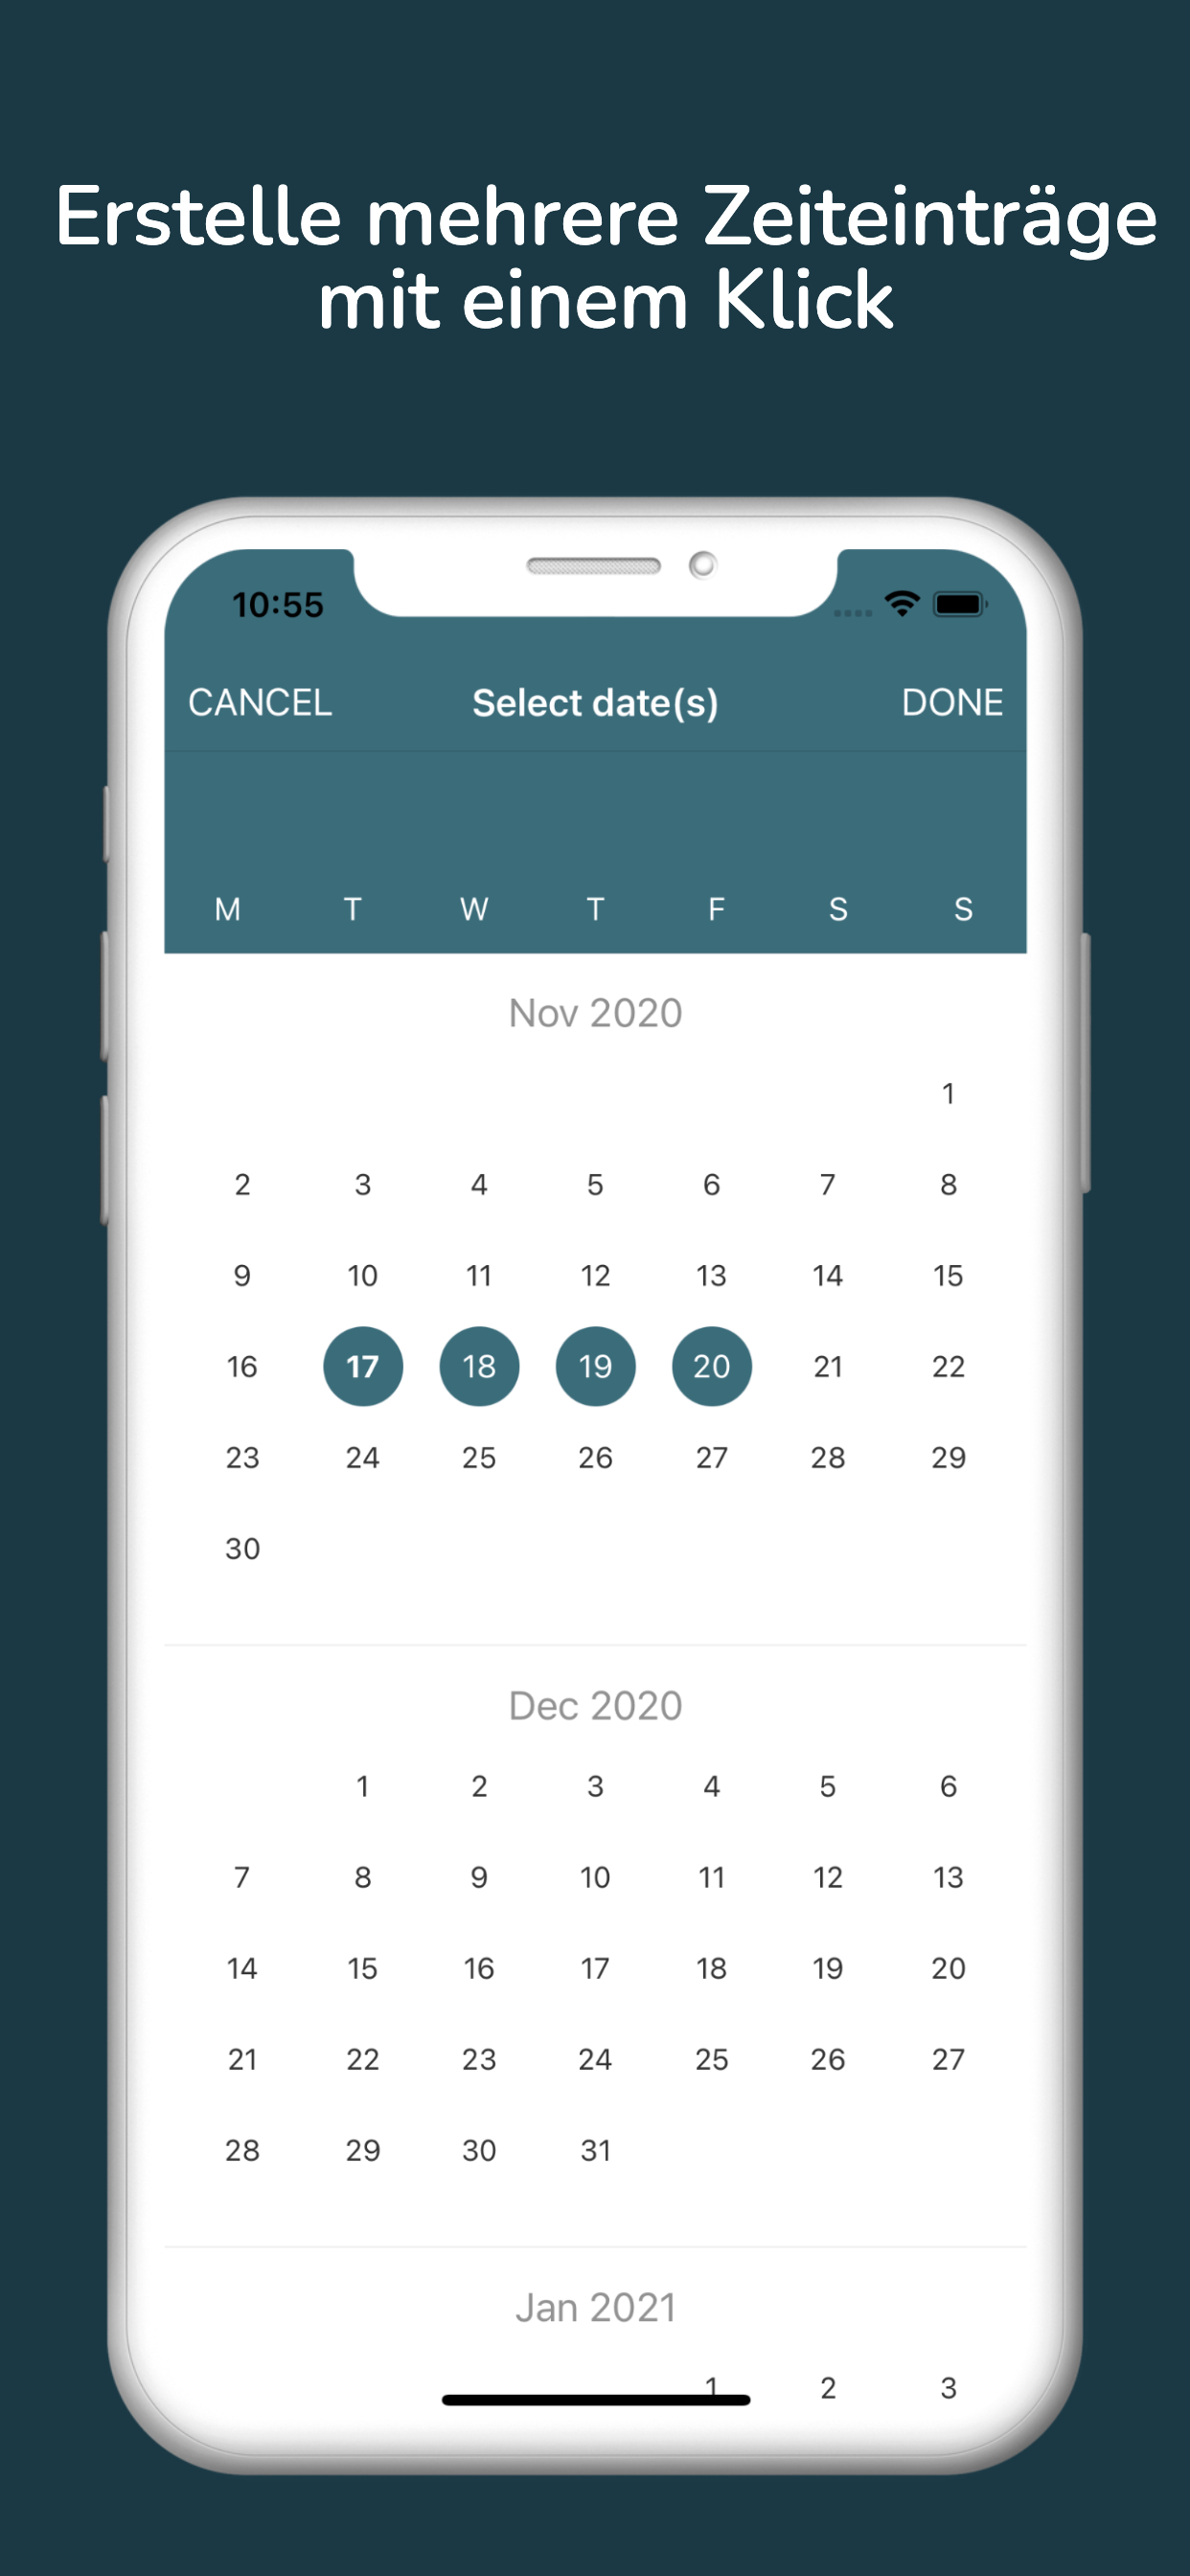 Erstelle mehrere Zeiteinträge
mit einem Klick
10:55
CANCEL Select date(s) DONE
M T W T F S S
Nov 2020
1
2 3 4 5 6 7 8
9 10 11 12 13 14 15
16 17 18 19 20 21 22
23 24 25 26 27 28 29
30
Dec 2020
1 2 3 4 5 6
7 8 9 10 11 12 13
14 15 16 17 18 19 20
21 22 23 24 25 26 27
28 29 30 31
Jan 2021
1 2 3